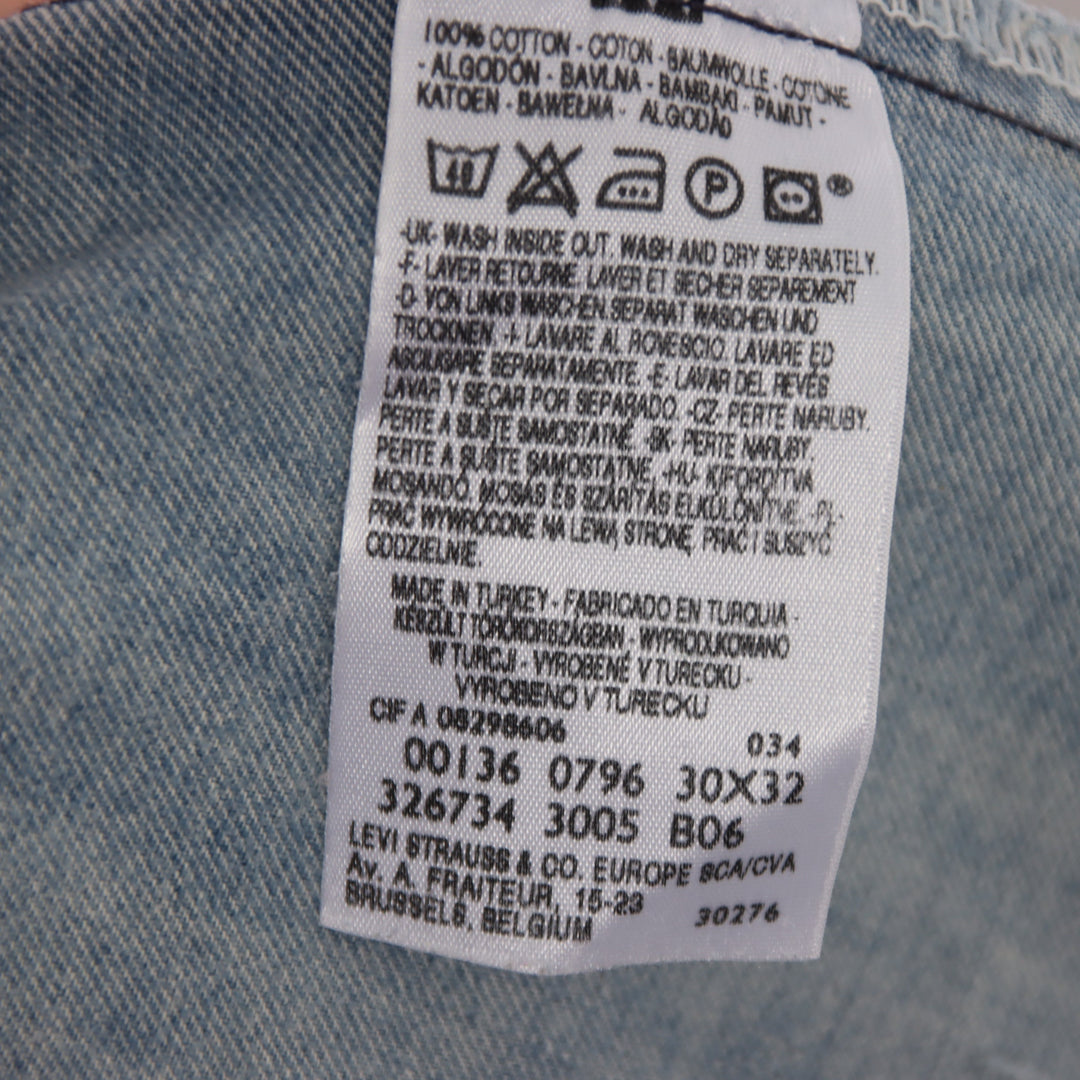 100% COTTON - COTON - BAUMWOLLE - COTONE
- ALGODÓN - BAVLNA - BAMBAKI - PAMUT -
KATOEN - BAWEŁNA - ALGODÃO
40 P ®
-UK- WASH INSIDE OUT. WASH AND DRY SEPARATELY.
-F- LAVER RETOURNE. LAVER ET SECHER SEPAREMENT
-D- VON LINKS WASCHEN. SEPARAT WASCHEN UND
TROCKNEN. -I- LAVARE AL ROVESCIO. LAVARE ED
ASCIUGARE SEPARATAMENTE. -E- LAVAR DEL REVÉS
LAVAR Y SECAR POR SEPARADO. -CZ- PERTE NARUBY.
PERTE A SUŠTE SAMOSTATNĚ. -SK- PERTE NARUBY.
PERTE A SUŠTE SAMOSTATNE. -HU- KIFORDÍTVA
MOSANDÓ. MOSÁS ÉS SZÁRÍTÁS ELKÜLÖNÍTVE. -PL-
PRAĆ WYWRÓCONE NA LEWĄ STRONĘ, PRAĆ I SUSZYĆ
ODDZIELNIE.
MADE IN TURKEY - FABRICADO EN TURQUIA -
KÉSZÜLT TÖRÖKORSZÁGBAN - WYPRODUKOWANO
W TURCJI - VYROBENÉ V TURECKU -
VYROBENO V TURECKU
CIF A 08298606
034
00136 0796 30X32
326734 3005 B06
LEVI STRAUSS & CO. EUROPE SCA/CVA
AV. A. FRAITEUR, 15-23
BRUSSELS, BELGIUM 30276